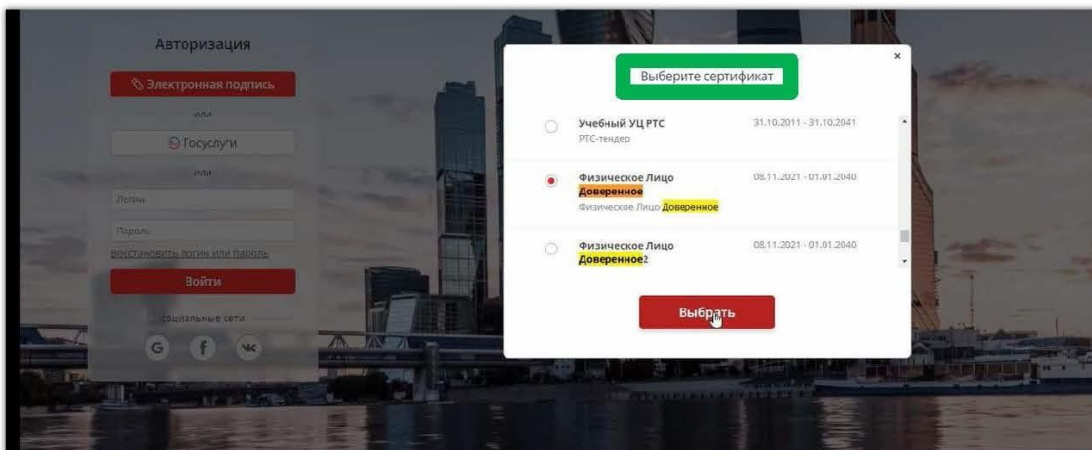 Авторизация
Электронная подпись
или
Госуслуги
или
Логин
Пароль
Восстановить логин или пароль
Войти
социальные сети
G f
Выберите сертификат
×
Учебный УЦ РТС
31.10.2011 - 31.10.2041
РТС-тендер
Физическое Лицо
08.11.2021 - 01.01.2040
Доверенное
Физическое Лицо Доверенное
Физическое Лицо
08.11.2021 - 01.01.2040
Доверенное2
Выбрать